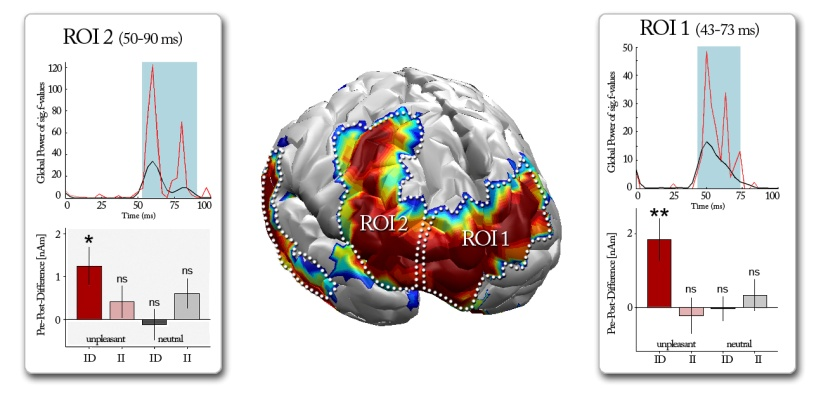 ROI 2 (50-90 ms)
Global Power of sig. f-values
120
100
80
60
40
20
0
0 25 50 75 100
Time (ms)
Pre-Post-Difference [nAm]
2
1
0
*
ns
ns
ns
unpleasant neutral
ID II ID II
ROI 2
ROI 1
ROI 1 (43-73 ms)
Global Power of sig. f-values
50
40
30
20
10
0
0 25 50 75 100
Time (ms)
Pre-Post-Difference [nAm]
2
0
**
ns
ns
ns
unpleasant neutral
ID II ID II